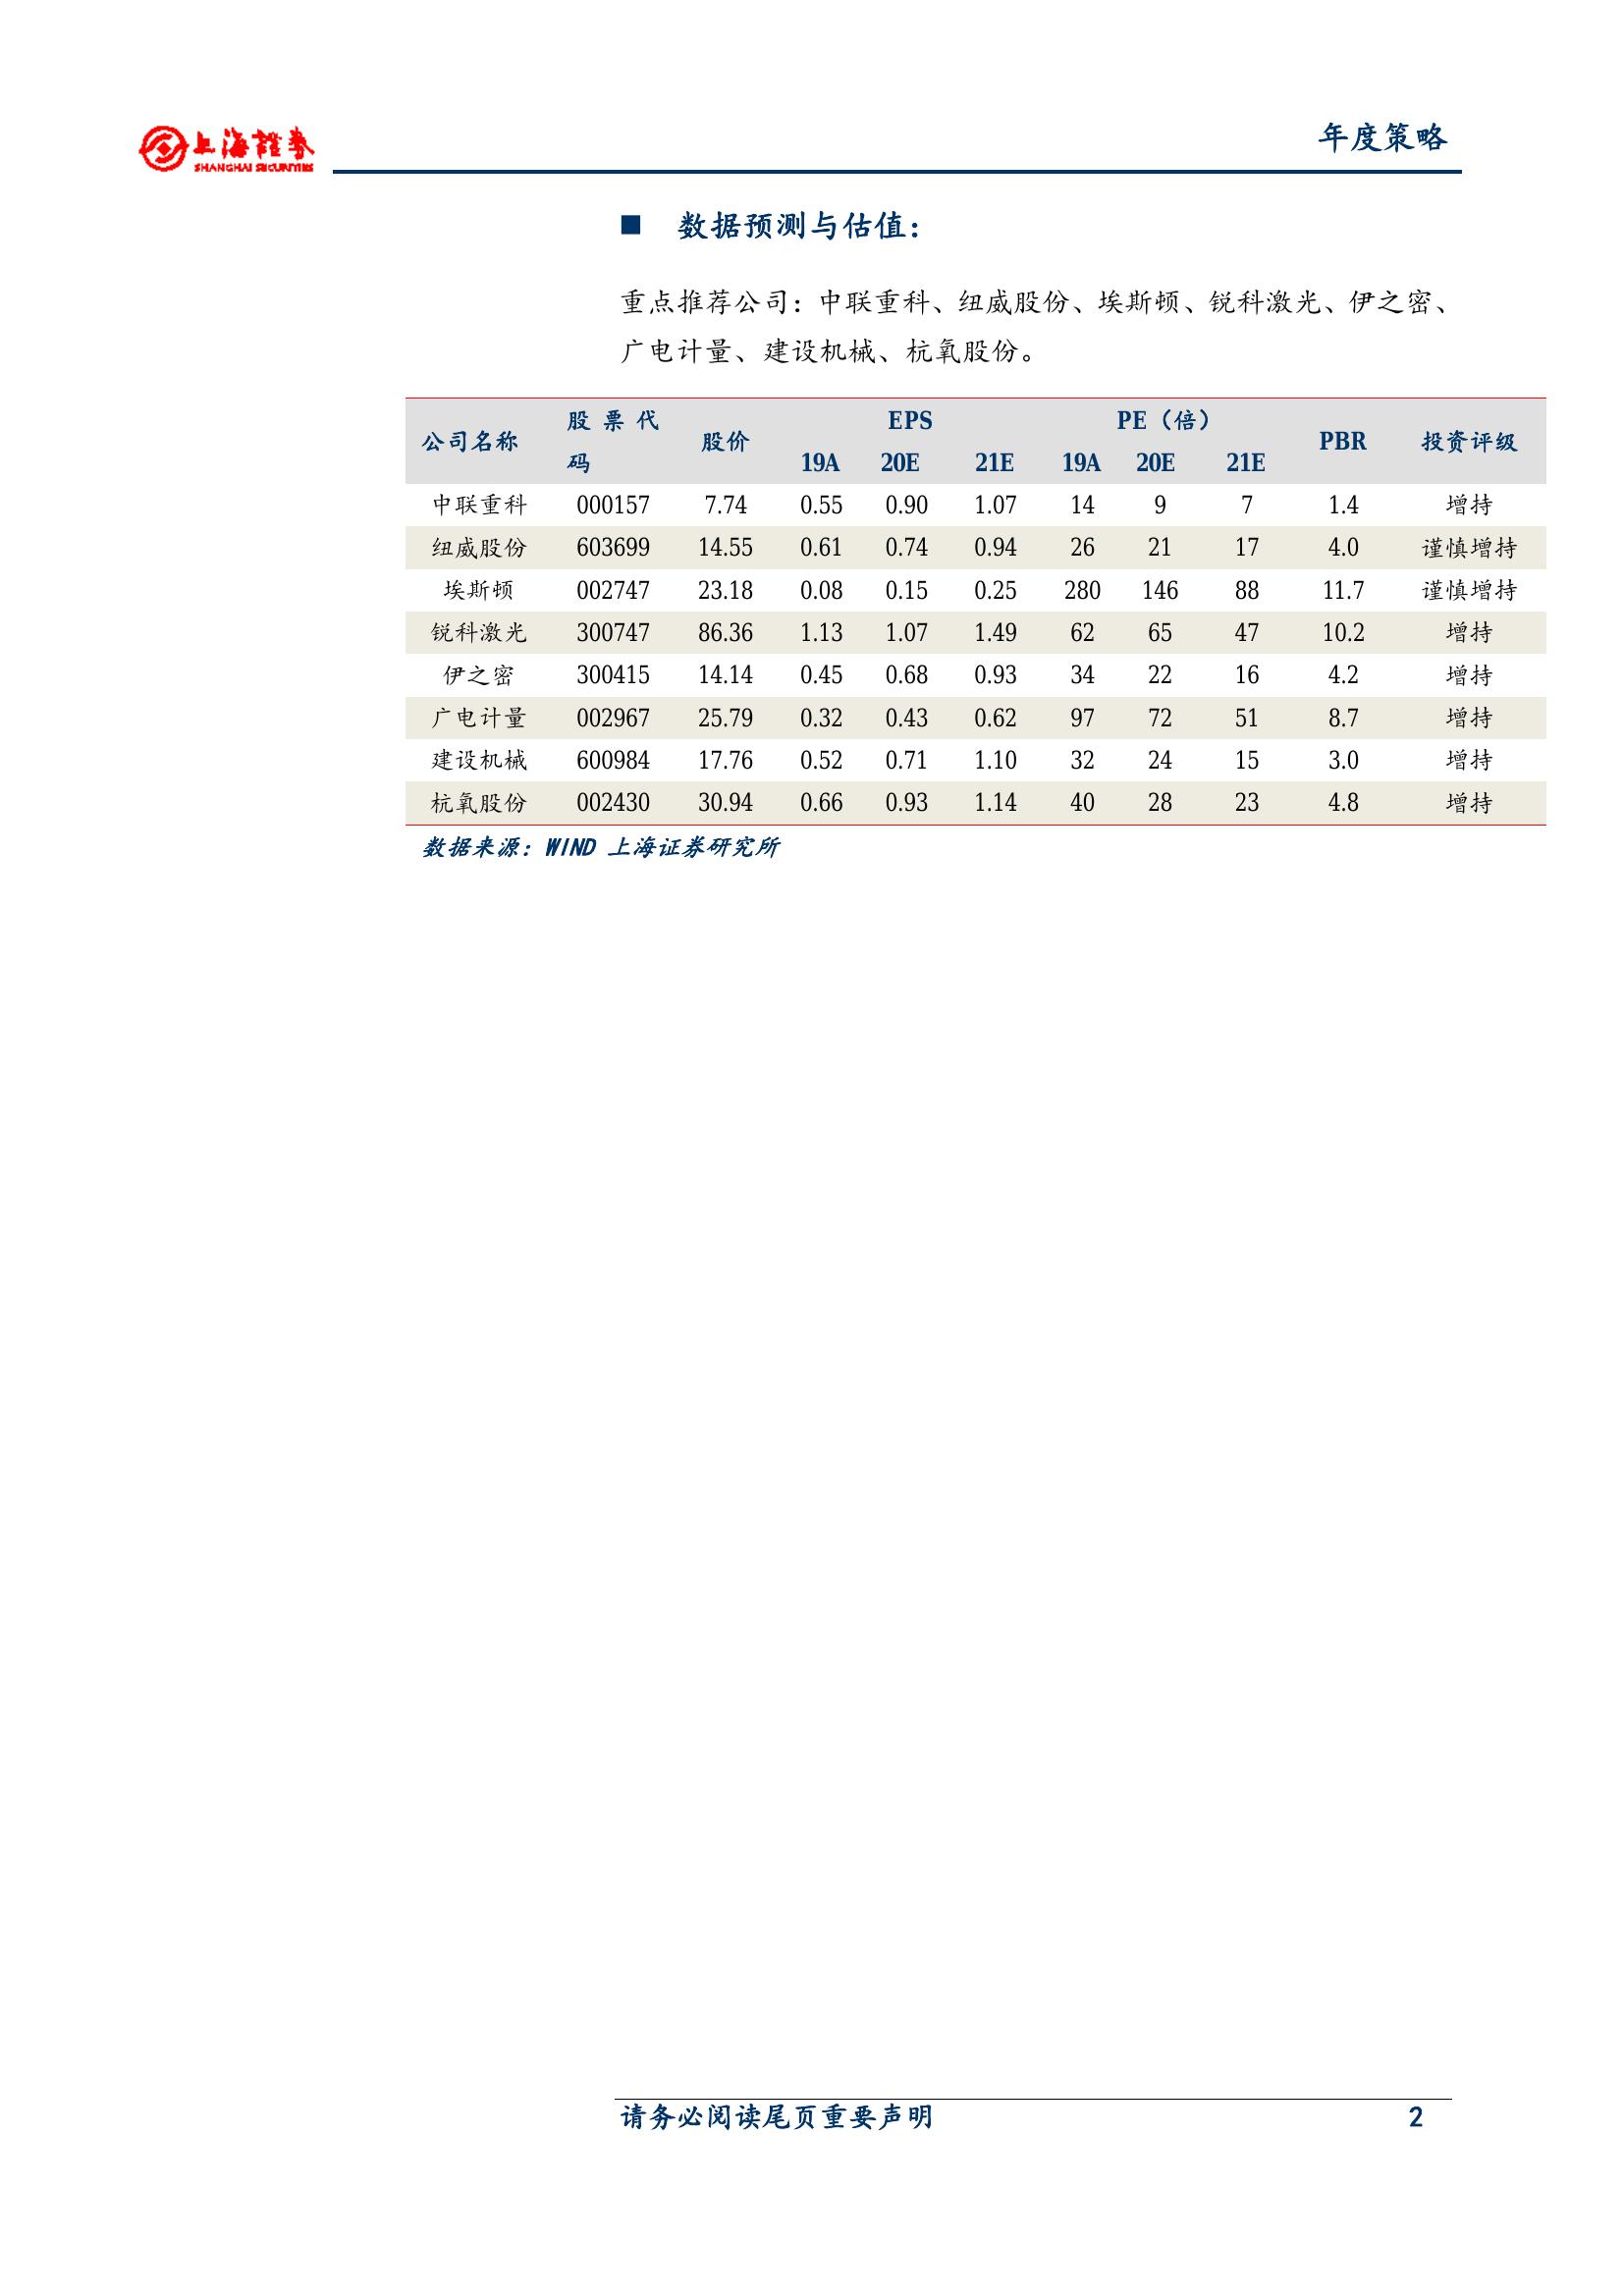 上海證券
SHANGHAI SECURITIES
年度策略
■ 数据预测与估值：
重点推荐公司：中联重科、纽威股份、埃斯顿、锐科激光、伊之密、
广电计量、建设机械、杭氧股份。
公司名称 股票代码 股价 EPS PE（倍） PBR 投资评级
19A 20E 21E 19A 20E 21E
中联重科 000157 7.74 0.55 0.90 1.07 14 9 7 1.4 增持
纽威股份 603699 14.55 0.61 0.74 0.94 26 21 17 4.0 谨慎增持
埃斯顿 002747 23.18 0.08 0.15 0.25 280 146 88 11.7 谨慎增持
锐科激光 300747 86.36 1.13 1.07 1.49 62 65 47 10.2 增持
伊之密 300415 14.14 0.45 0.68 0.93 34 22 16 4.2 增持
广电计量 002967 25.79 0.32 0.43 0.62 97 72 51 8.7 增持
建设机械 600984 17.76 0.52 0.71 1.10 32 24 15 3.0 增持
杭氧股份 002430 30.94 0.66 0.93 1.14 40 28 23 4.8 增持
数据来源：WIND 上海证券研究所
请务必阅读尾页重要声明 2